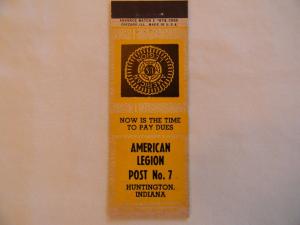 NOW IS THE TIME
TO PAY DUES
AMERICAN
LEGION
POST No. 7
HUNTINGTON,
INDIANA